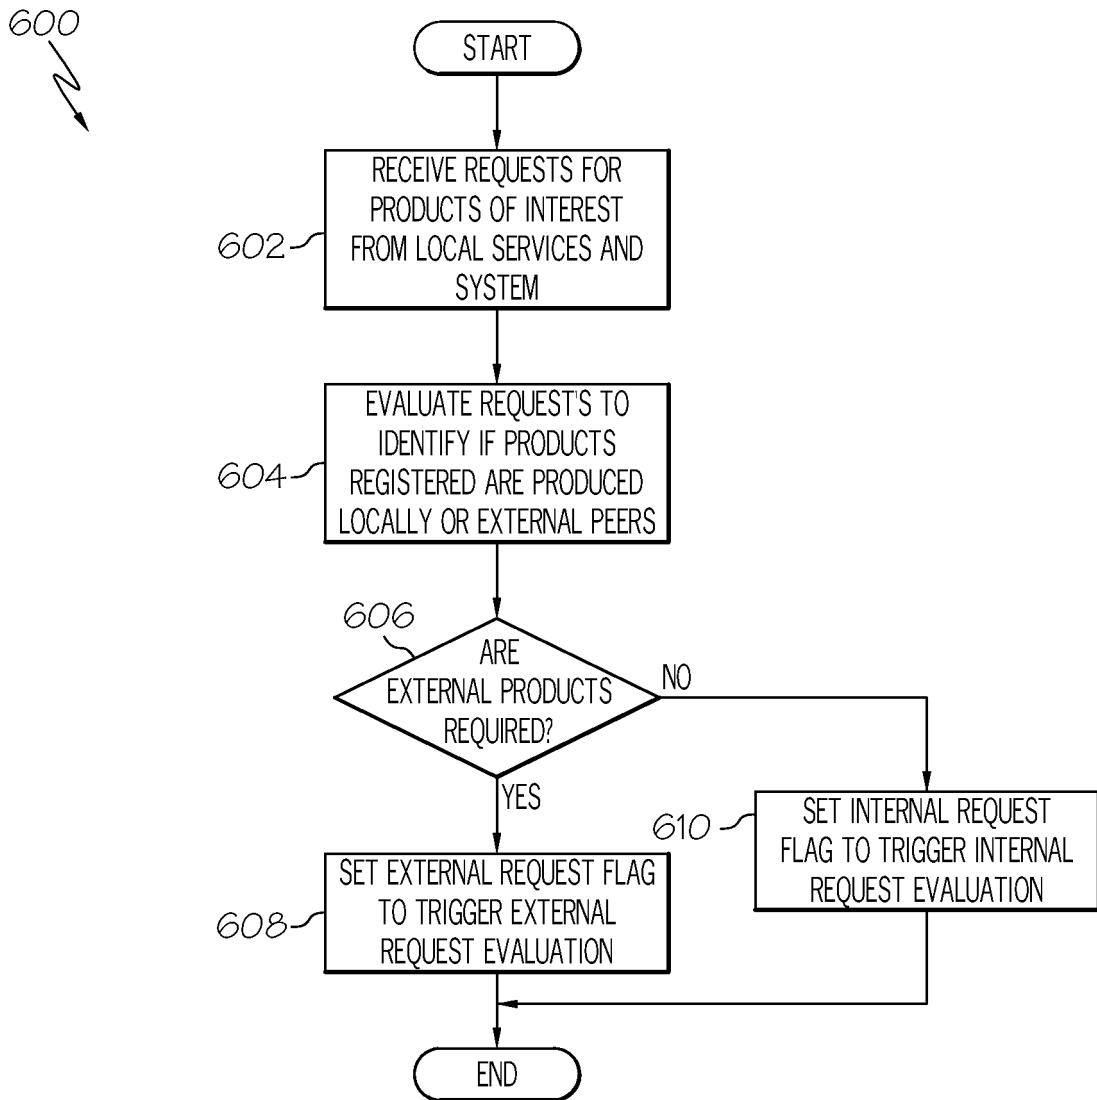 600
START
RECEIVE REQUESTS FOR
PRODUCTS OF INTEREST
FROM LOCAL SERVICES AND
SYSTEM
602
EVALUATE REQUEST'S TO
IDENTIFY IF PRODUCTS
REGISTERED ARE PRODUCED
LOCALLY OR EXTERNAL PEERS
604
606
ARE
EXTERNAL PRODUCTS
REQUIRED?
NO
YES
610
SET INTERNAL REQUEST
FLAG TO TRIGGER INTERNAL
REQUEST EVALUATION
SET EXTERNAL REQUEST FLAG
TO TRIGGER EXTERNAL
REQUEST EVALUATION
608
END